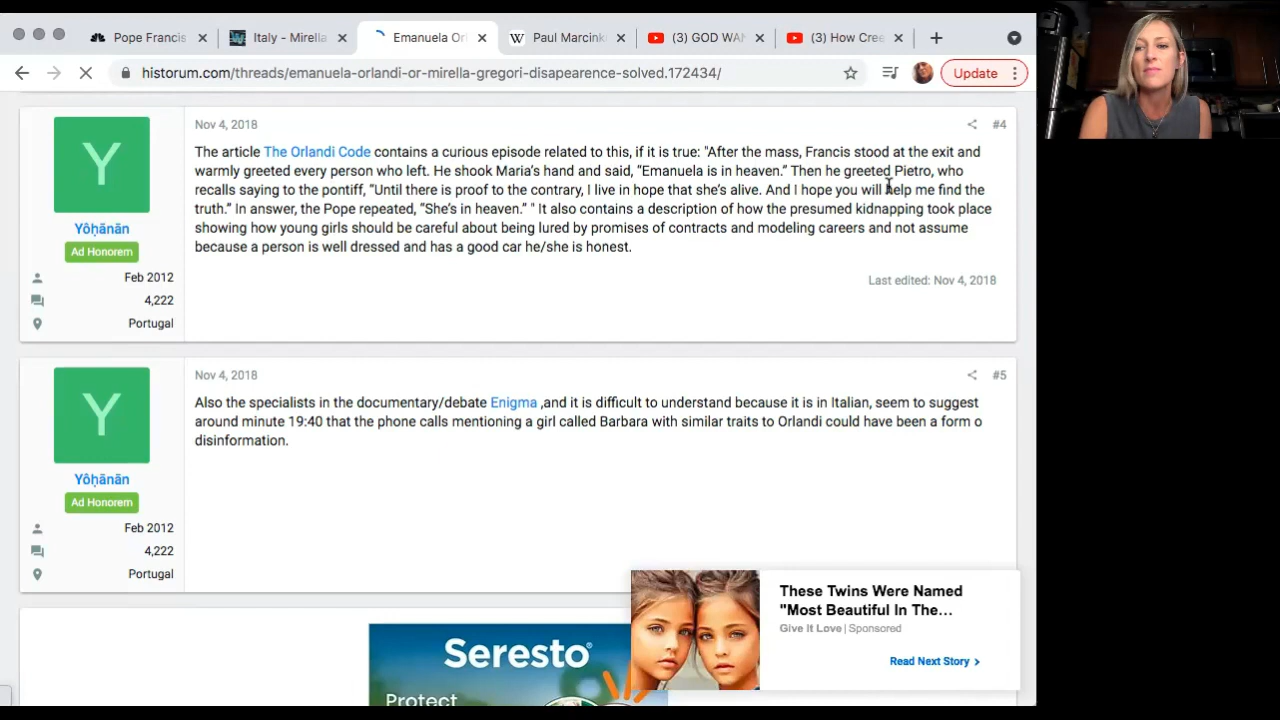 Pope Francis
Italy - Mirella
Emanuela Or
Paul Marcink
(3) GOD WAN
(3) How Cree
historum.com/threads/emanuela-orlandi-or-mirella-gregori-disapearence-solved.172434/
Update
Nov 4, 2018
#4
The article The Orlandi Code contains a curious episode related to this, if it is true: "After the mass, Francis stood at the exit and
warmly greeted every person who left. He shook Maria's hand and said, “Emanuela is in heaven.” Then he greeted Pietro, who
recalls saying to the pontiff, “Until there is proof to the contrary, I live in hope that she’s alive. And I hope you will help me find the
truth.” In answer, the Pope repeated, “She’s in heaven.” " It also contains a description of how the presumed kidnapping took place
showing how young girls should be careful about being lured by promises of contracts and modeling careers and not assume
because a person is well dressed and has a good car he/she is honest.
Last edited: Nov 4, 2018
Y
Yôḥānān
Ad Honorem
Feb 2012
4,222
Portugal
Nov 4, 2018
#5
Also the specialists in the documentary/debate Enigma ,and it is difficult to understand because it is in Italian, seem to suggest
around minute 19:40 that the phone calls mentioning a girl called Barbara with similar traits to Orlandi could have been a form o
disinformation.
Y
Yôḥānān
Ad Honorem
Feb 2012
4,222
Portugal
These Twins Were Named
"Most Beautiful In The...
Give It Love | Sponsored
Read Next Story
Seresto®
Protect